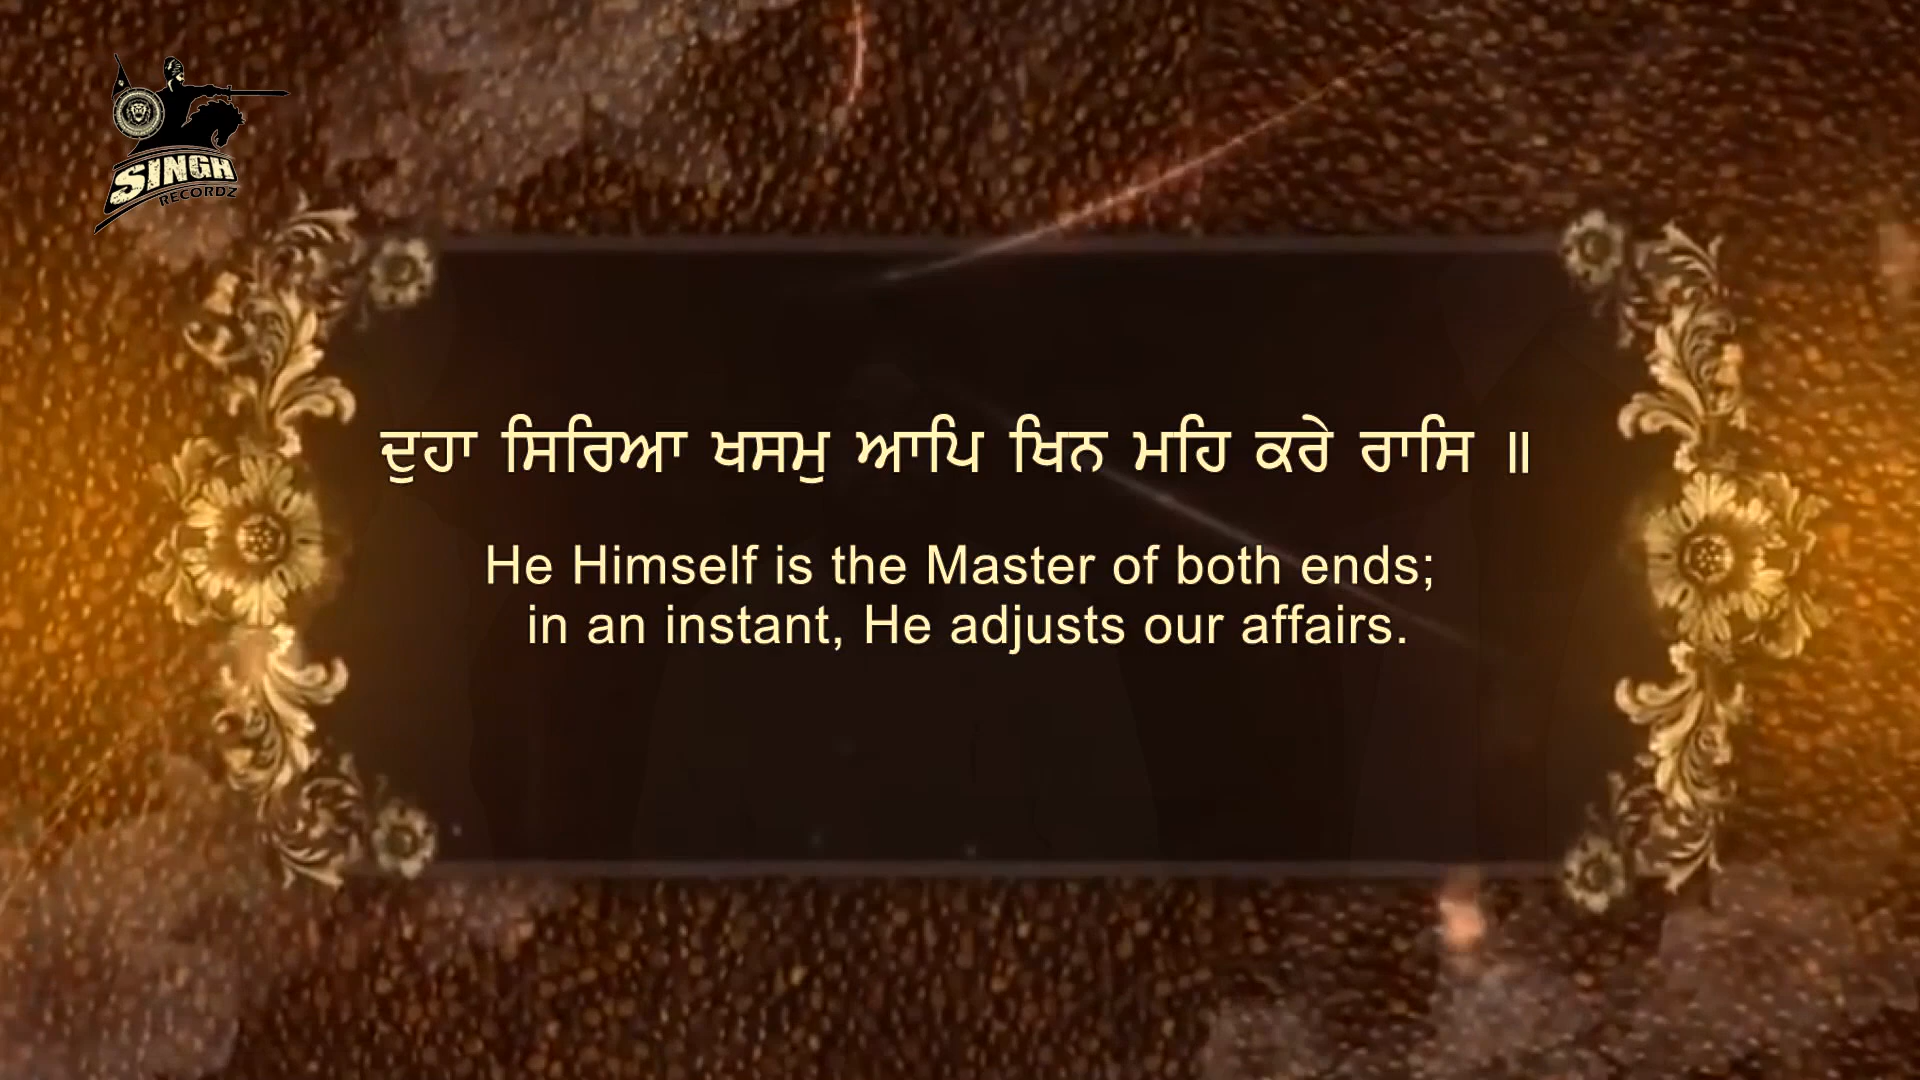 SINGH
RECORDZ
ਦੁਹਾ ਸਿਰਿਆ ਖਸਮੁ ਆਪਿ ਖਿਨ ਮਹਿ ਕਰੇ ਰਾਸਿ ॥
He Himself is the Master of both ends;
in an instant, He adjusts our affairs.